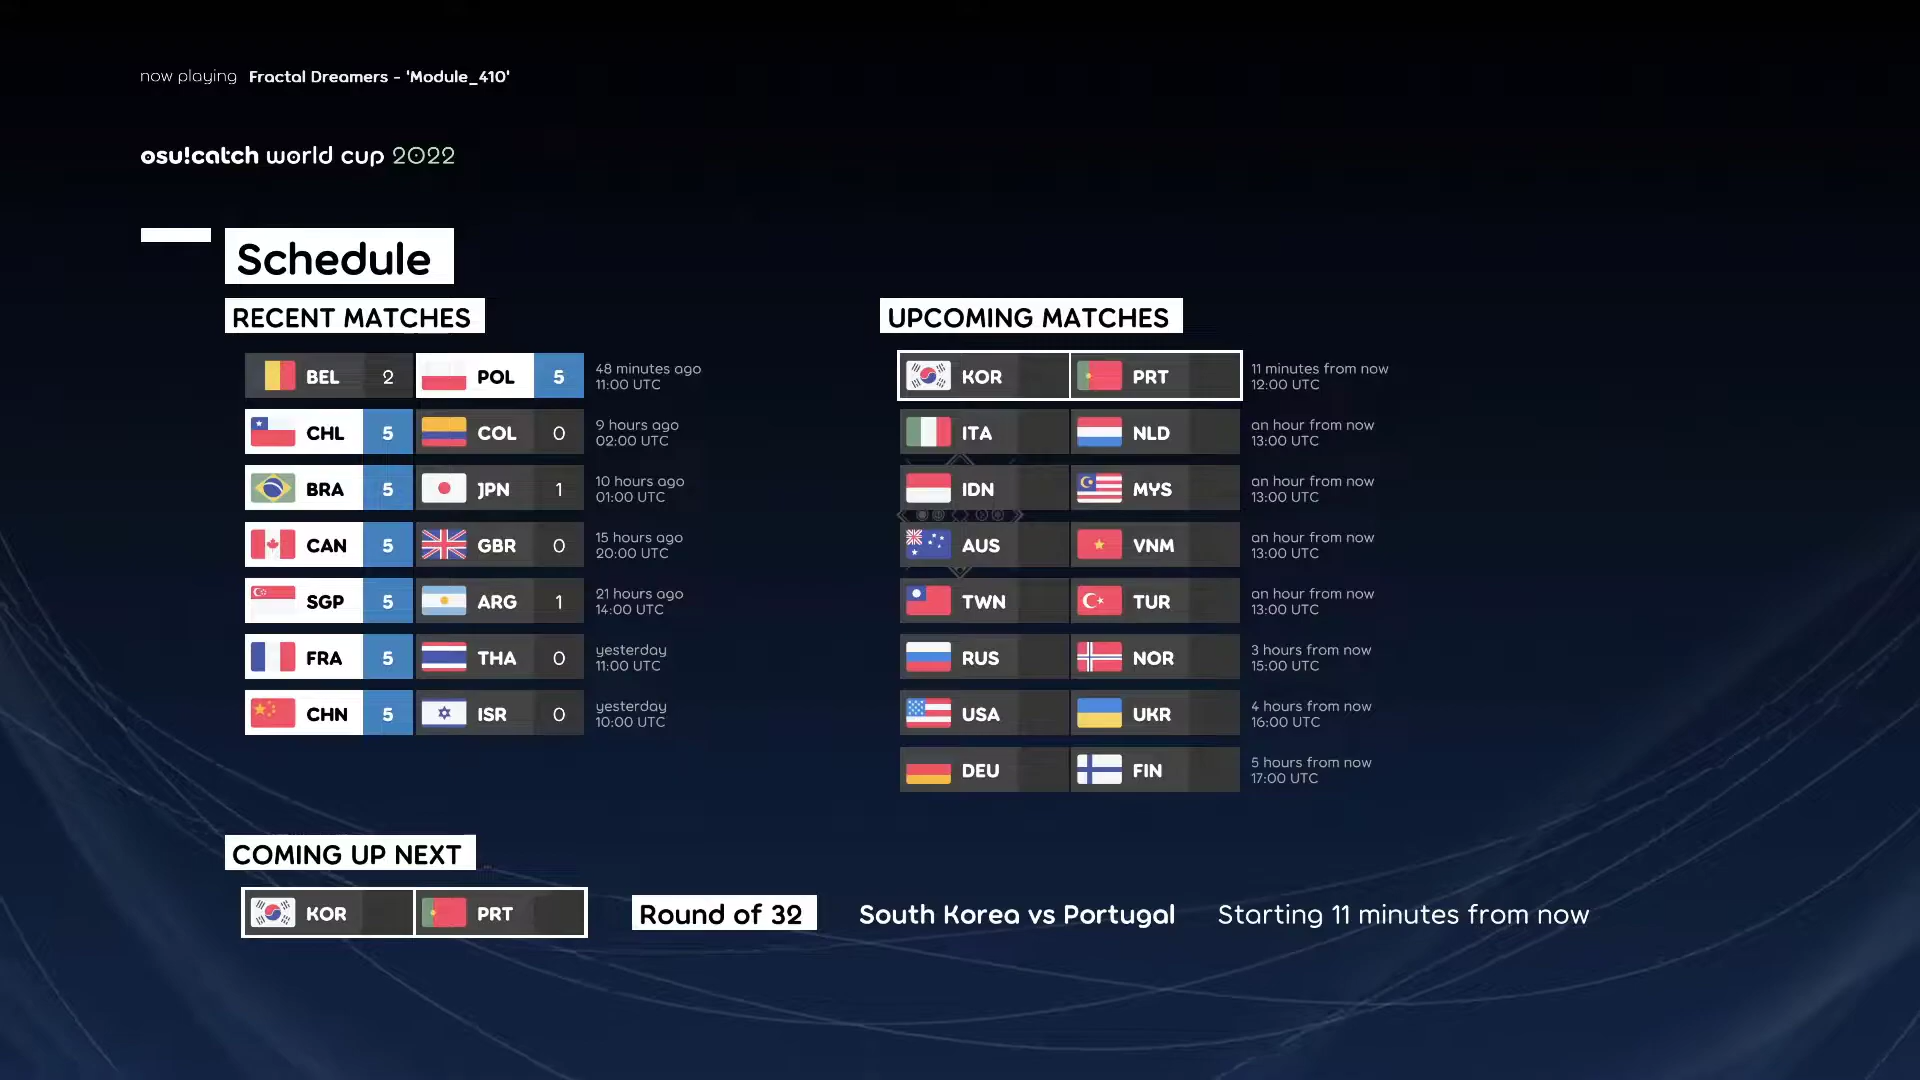 now playing Fractal Dreamers - 'Module_410'
osu!catch world cup 2022
Schedule
RECENT MATCHES
BEL 2 POL 5 48 minutes ago
11:00 UTC
CHL 5 COL 0 9 hours ago
02:00 UTC
BRA 5 JPN 1 10 hours ago
01:00 UTC
CAN 5 GBR 0 15 hours ago
20:00 UTC
SGP 5 ARG 1 21 hours ago
14:00 UTC
FRA 5 THA 0 yesterday
11:00 UTC
CHN 5 ISR 0 yesterday
10:00 UTC
UPCOMING MATCHES
KOR PRT 11 minutes from now
12:00 UTC
ITA NLD an hour from now
13:00 UTC
IDN MYS an hour from now
13:00 UTC
AUS VNM an hour from now
13:00 UTC
TWN TUR an hour from now
13:00 UTC
RUS NOR 3 hours from now
15:00 UTC
USA UKR 4 hours from now
16:00 UTC
DEU FIN 5 hours from now
17:00 UTC
COMING UP NEXT
KOR PRT Round of 32 South Korea vs Portugal Starting 11 minutes from now